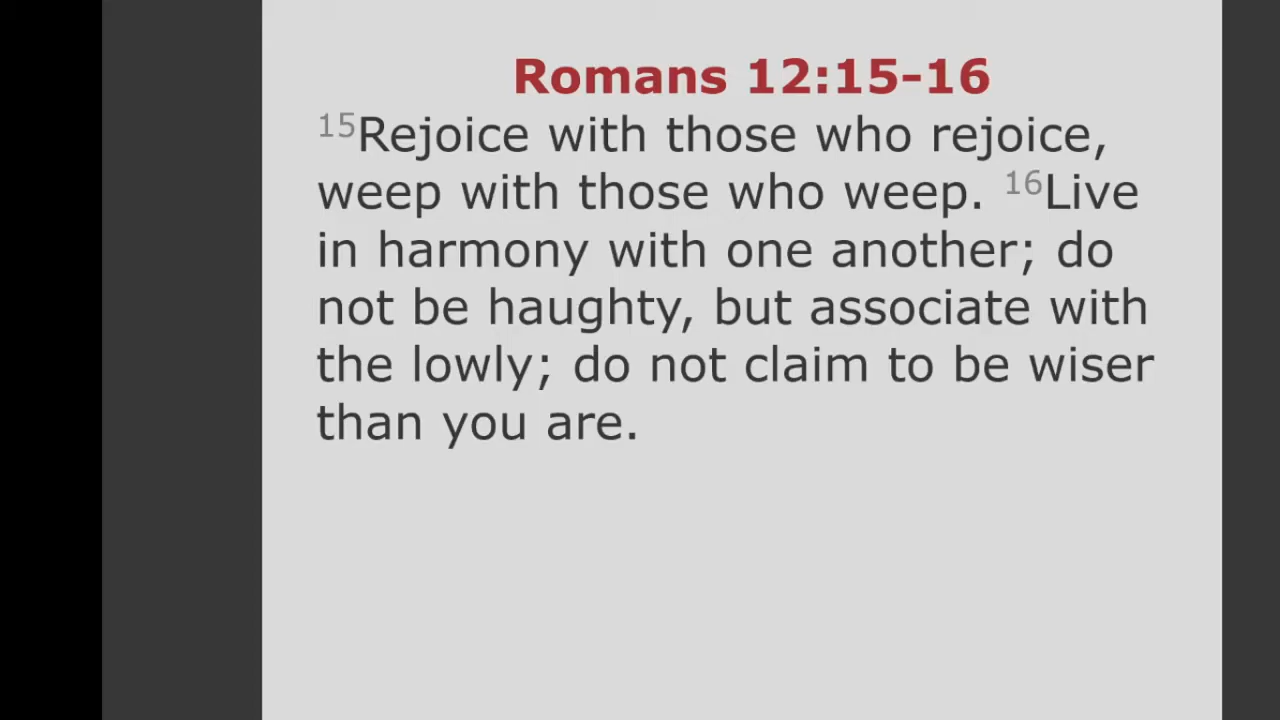 Romans 12:15-16
15Rejoice with those who rejoice,
weep with those who weep. 16Live
in harmony with one another; do
not be haughty, but associate with
the lowly; do not claim to be wiser
than you are.